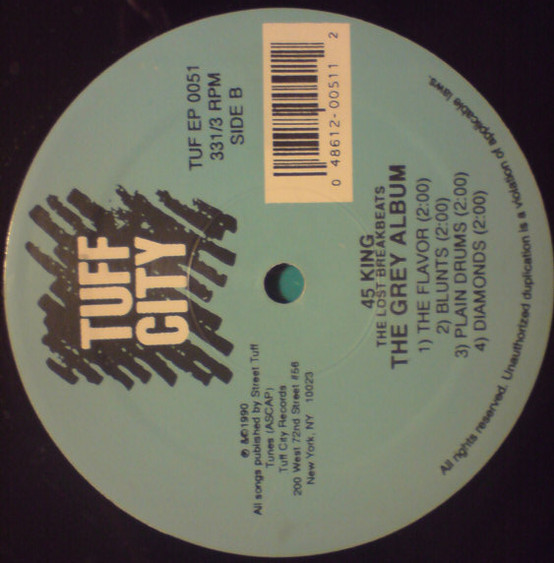 TUFF
CITY
TUF EP 0051
33 1/3 RPM
SIDE B
0 48612-00511 2
℗ &©1990
All songs published by Street Tuff
Tunes (ASCAP)
Tuff City Records
200 West 72nd Street #56
New York, NY 10023
45 KING
THE LOST BREAKBEATS
THE GREY ALBUM
1) THE FLAVOR (2:00)
2) BLUNTS (2:00)
3) PLAIN DRUMS (2:00)
4) DIAMONDS (2:00)
All rights reserved. Unauthorized duplication is a violation of applicable laws.